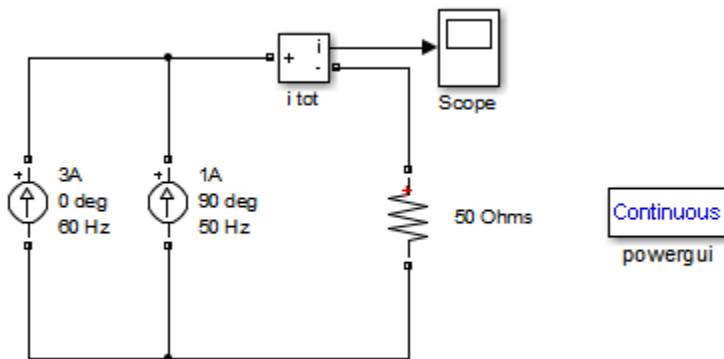 +
i
-
i tot
Scope
+
3A
0 deg
60 Hz
+
1A
90 deg
50 Hz
+
50 Ohms
Continuous
powergui